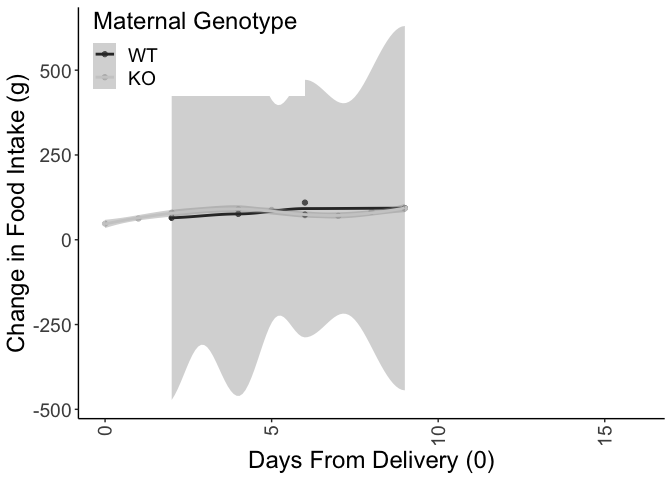 Maternal Genotype
WT
KO
Change in Food Intake (g)
500
250
0
-250
-500
0
5
10
15
Days From Delivery (0)